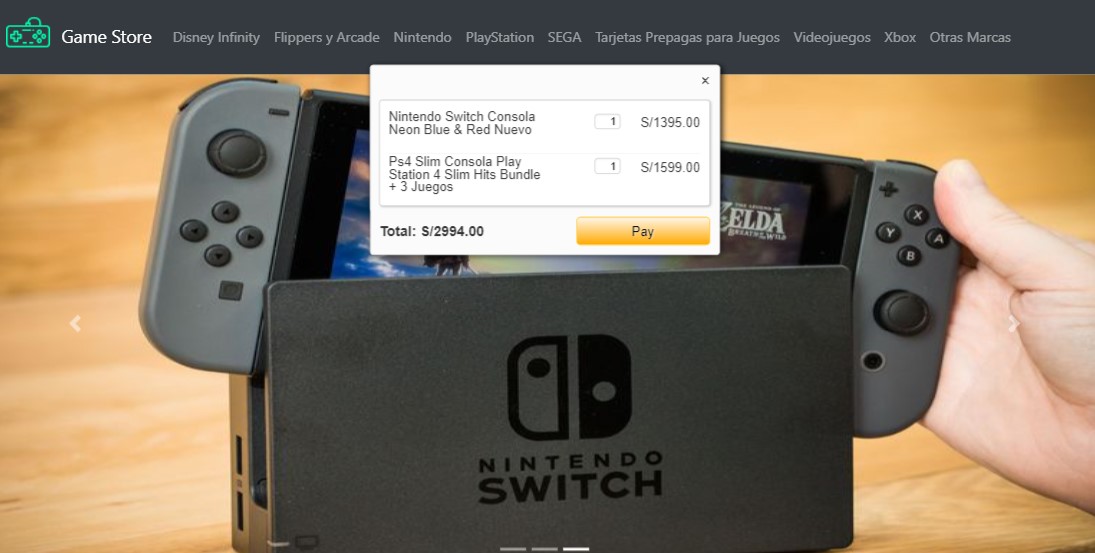 Game Store Disney Infinity Flippers y Arcade Nintendo PlayStation SEGA Tarjetas Prepagas para Juegos Videojuegos Xbox Otras Marcas
×
Nintendo Switch Consola
Neon Blue & Red Nuevo
1
S/1395.00
Ps4 Slim Consola Play
Station 4 Slim Hits Bundle
+ 3 Juegos
1
S/1599.00
Total: S/2994.00
Pay
THE LEGEND OF
ZELDA
BREATH OF THE WILD
X
Y
A
B
NINTENDO
SWITCH